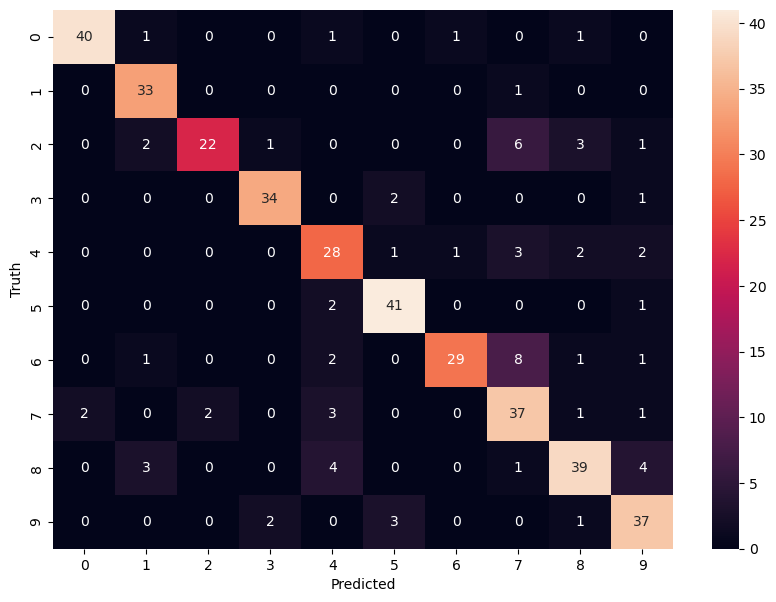 0 40 1 0 0 1 0 1 0 1 0
1 0 33 0 0 0 0 0 1 0 0
2 0 2 22 1 0 0 0 6 3 1
3 0 0 0 34 0 2 0 0 0 1
4 0 0 0 0 28 1 1 3 2 2
5 0 0 0 0 2 41 0 0 0 1
6 0 1 0 0 2 0 29 8 1 1
7 2 0 2 0 3 0 0 37 1 1
8 0 3 0 0 4 0 0 1 39 4
9 0 0 0 2 0 3 0 0 1 37
0 1 2 3 4 5 6 7 8 9
Predicted
Truth
40
35
30
25
20
15
10
5
0